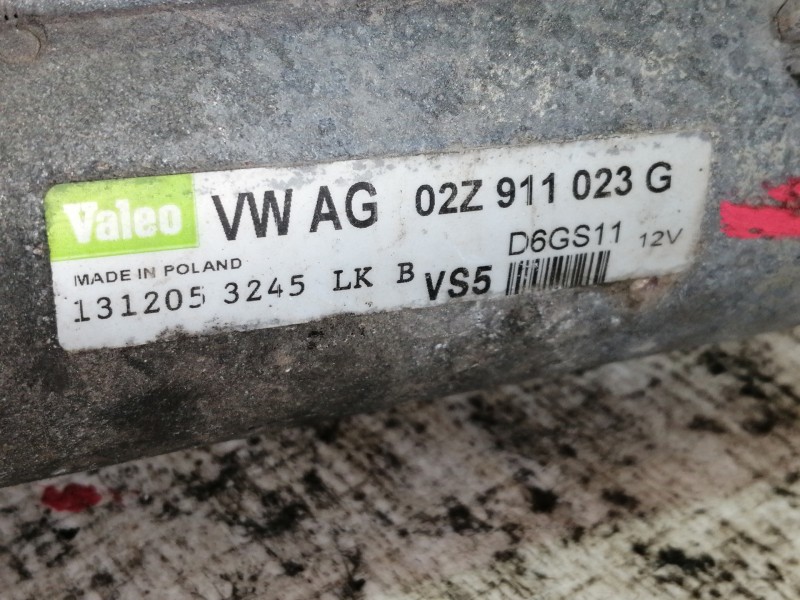 Valeo VW AG 02Z 911 023 G
D6GS11 12V
MADE IN POLAND
131205 3245 LK B VS5